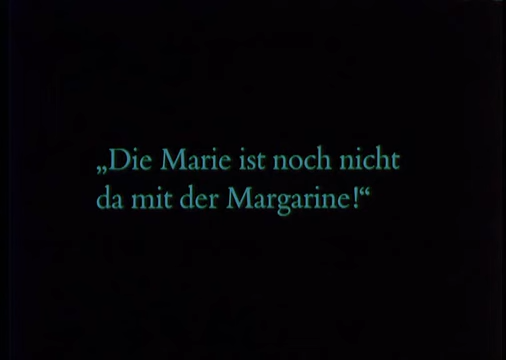 „Die Marie ist noch nicht
da mit der Margarine!“